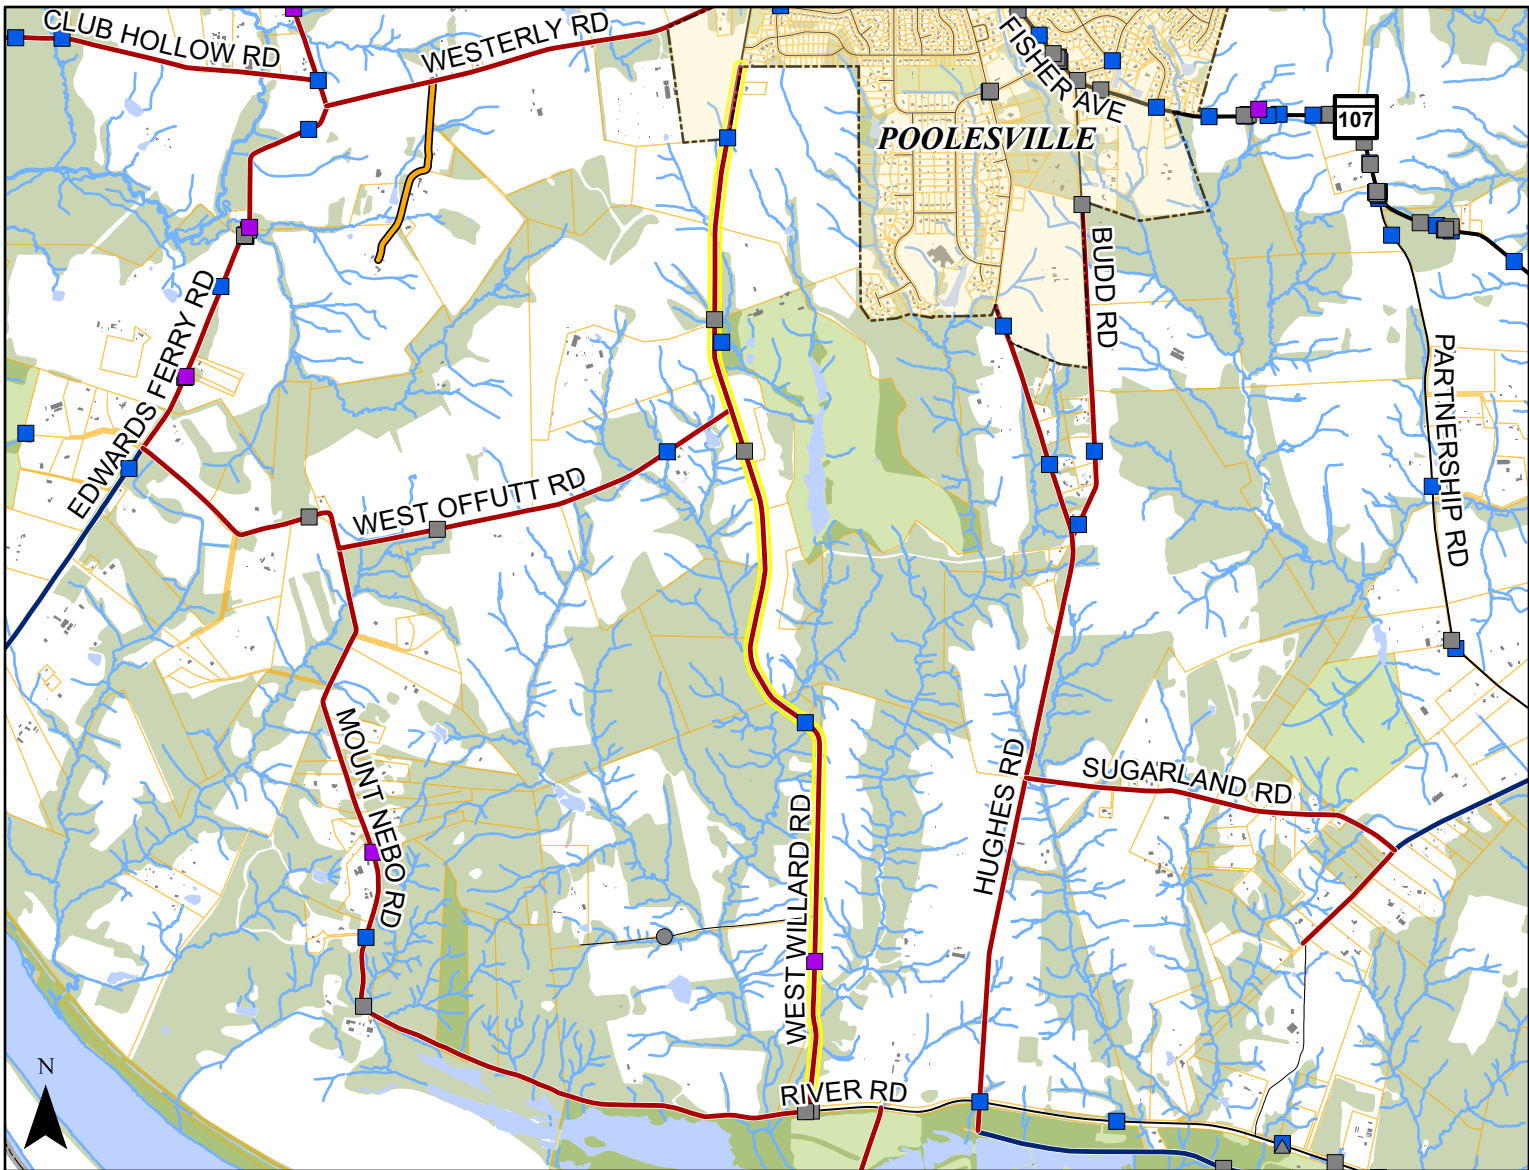 CLUB HOLLOW RD
WESTERLY RD
FISHER AVE
107
POOLESVILLE
BUDD RD
EDWARDS FERRY RD
PARTNERSHIP RD
WEST OFFUTT RD
MOUNT NEBO RD
HUGHES RD
SUGARLAND RD
WEST WILLARD RD
RIVER RD
N